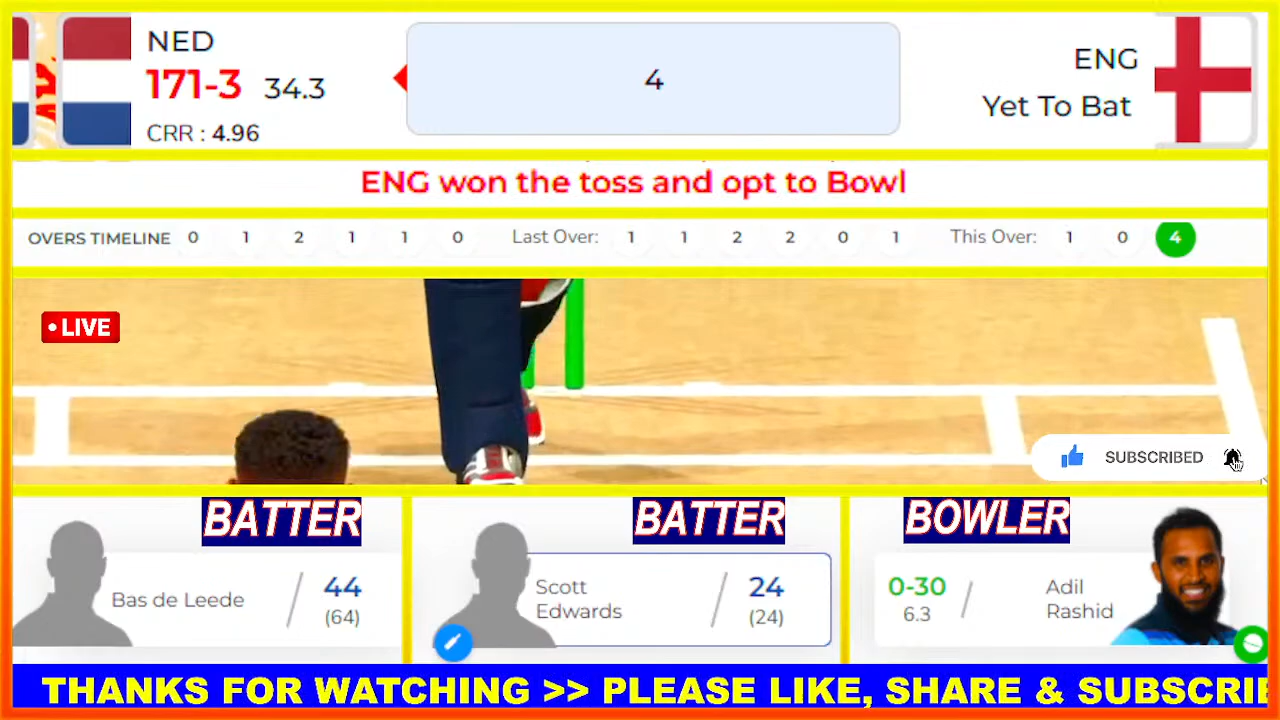 NED
171-3 34.3
CRR : 4.96
4
ENG
Yet To Bat
ENG won the toss and opt to Bowl
OVERS TIMELINE 0 1 2 1 1 0 Last Over: 1 1 2 2 0 1 This Over: 1 0 4
• LIVE
SUBSCRIBED
BATTER
Bas de Leede
44
(64)
BATTER
Scott
Edwards
24
(24)
BOWLER
0-30
6.3
Adil
Rashid
THANKS FOR WATCHING >> PLEASE LIKE, SHARE & SUBSCRIB